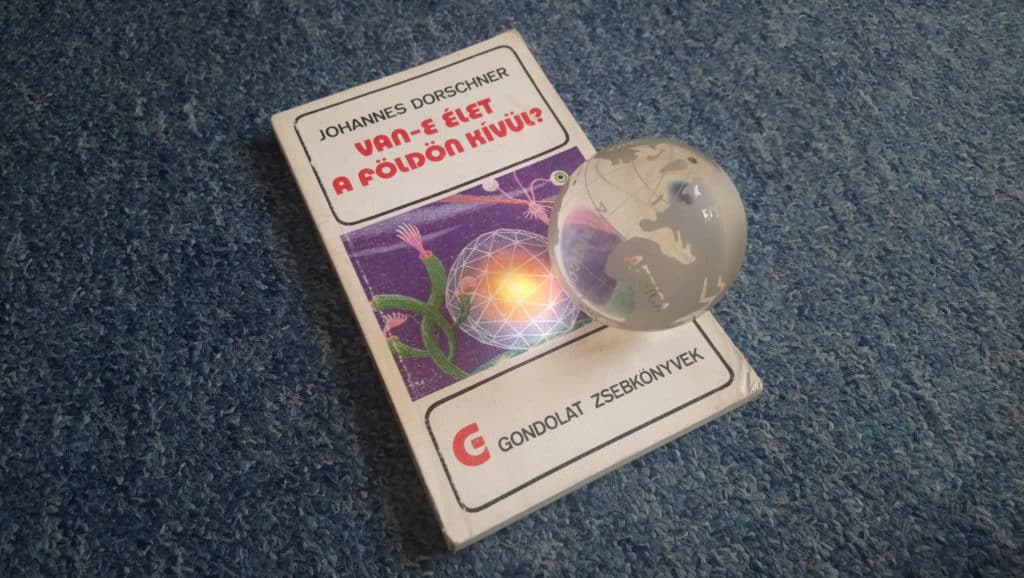 JOHANNES DORSCHNER
VAN-E ÉLET
A FÖLDÖN KÍVÜL?
G GONDOLAT ZSEBKÖNYVEK